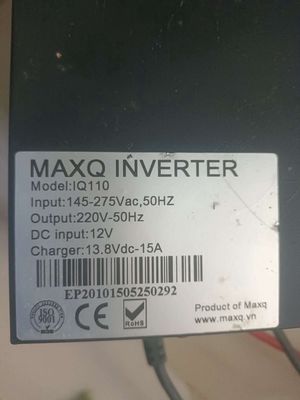 MAXQ INVERTER
Model:IQ110
Input:145-275Vac,50HZ
Output:220V-50Hz
DC input:12V
Charger:13.8Vdc-15A
EP20101505250292
ISO
9001
CE
RoHS
Product of Maxq
www.maxq.vn